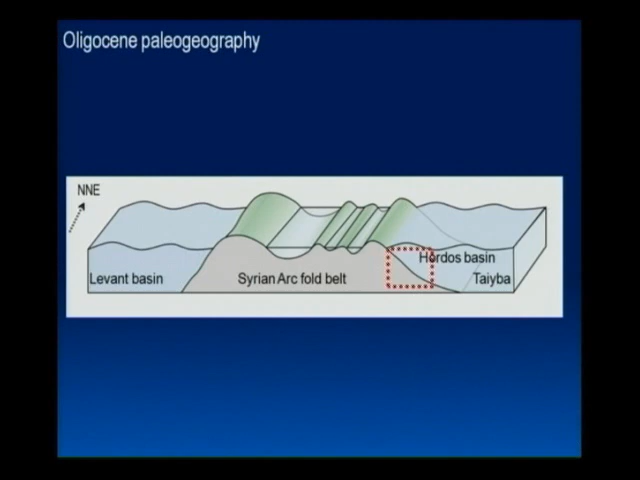 Oligocene paleogeography
NNE
Hordos basin
Levant basin
Syrian Arc fold belt
Taiyba